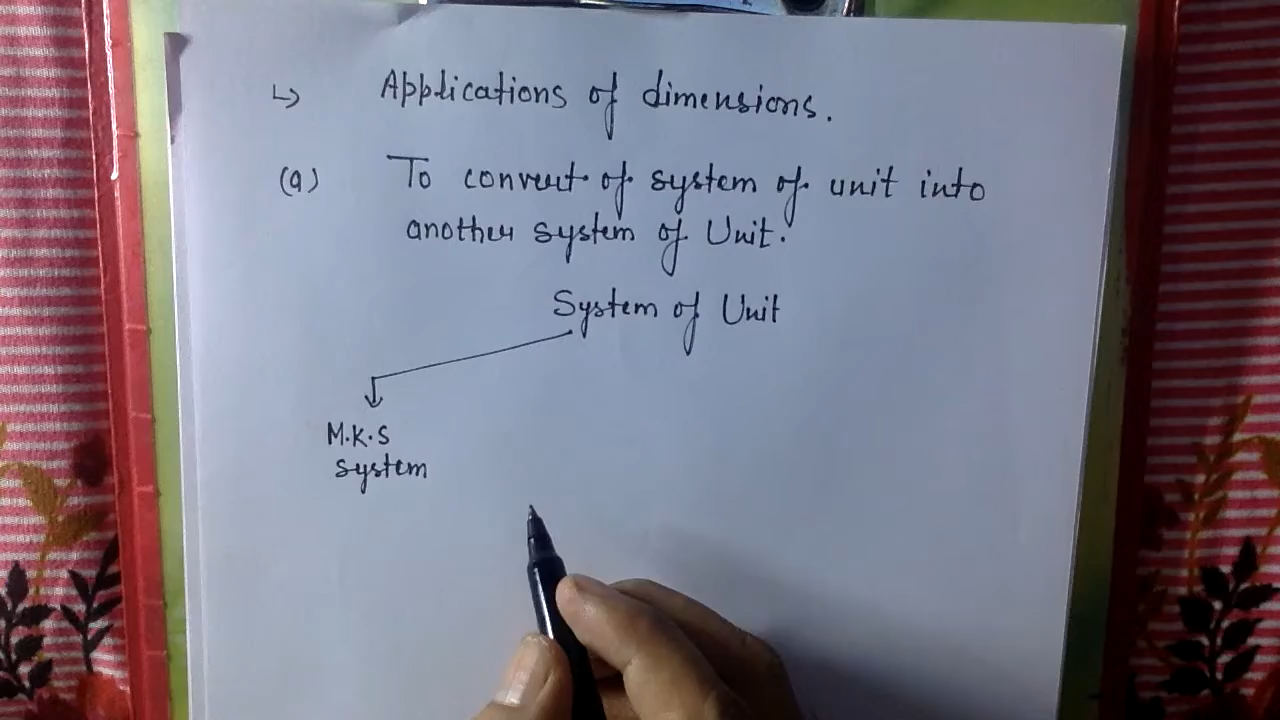 ↳ Applications of dimensions.
(a) To convert of system of unit into
another system of Unit.
System of Unit
M.K.S
system